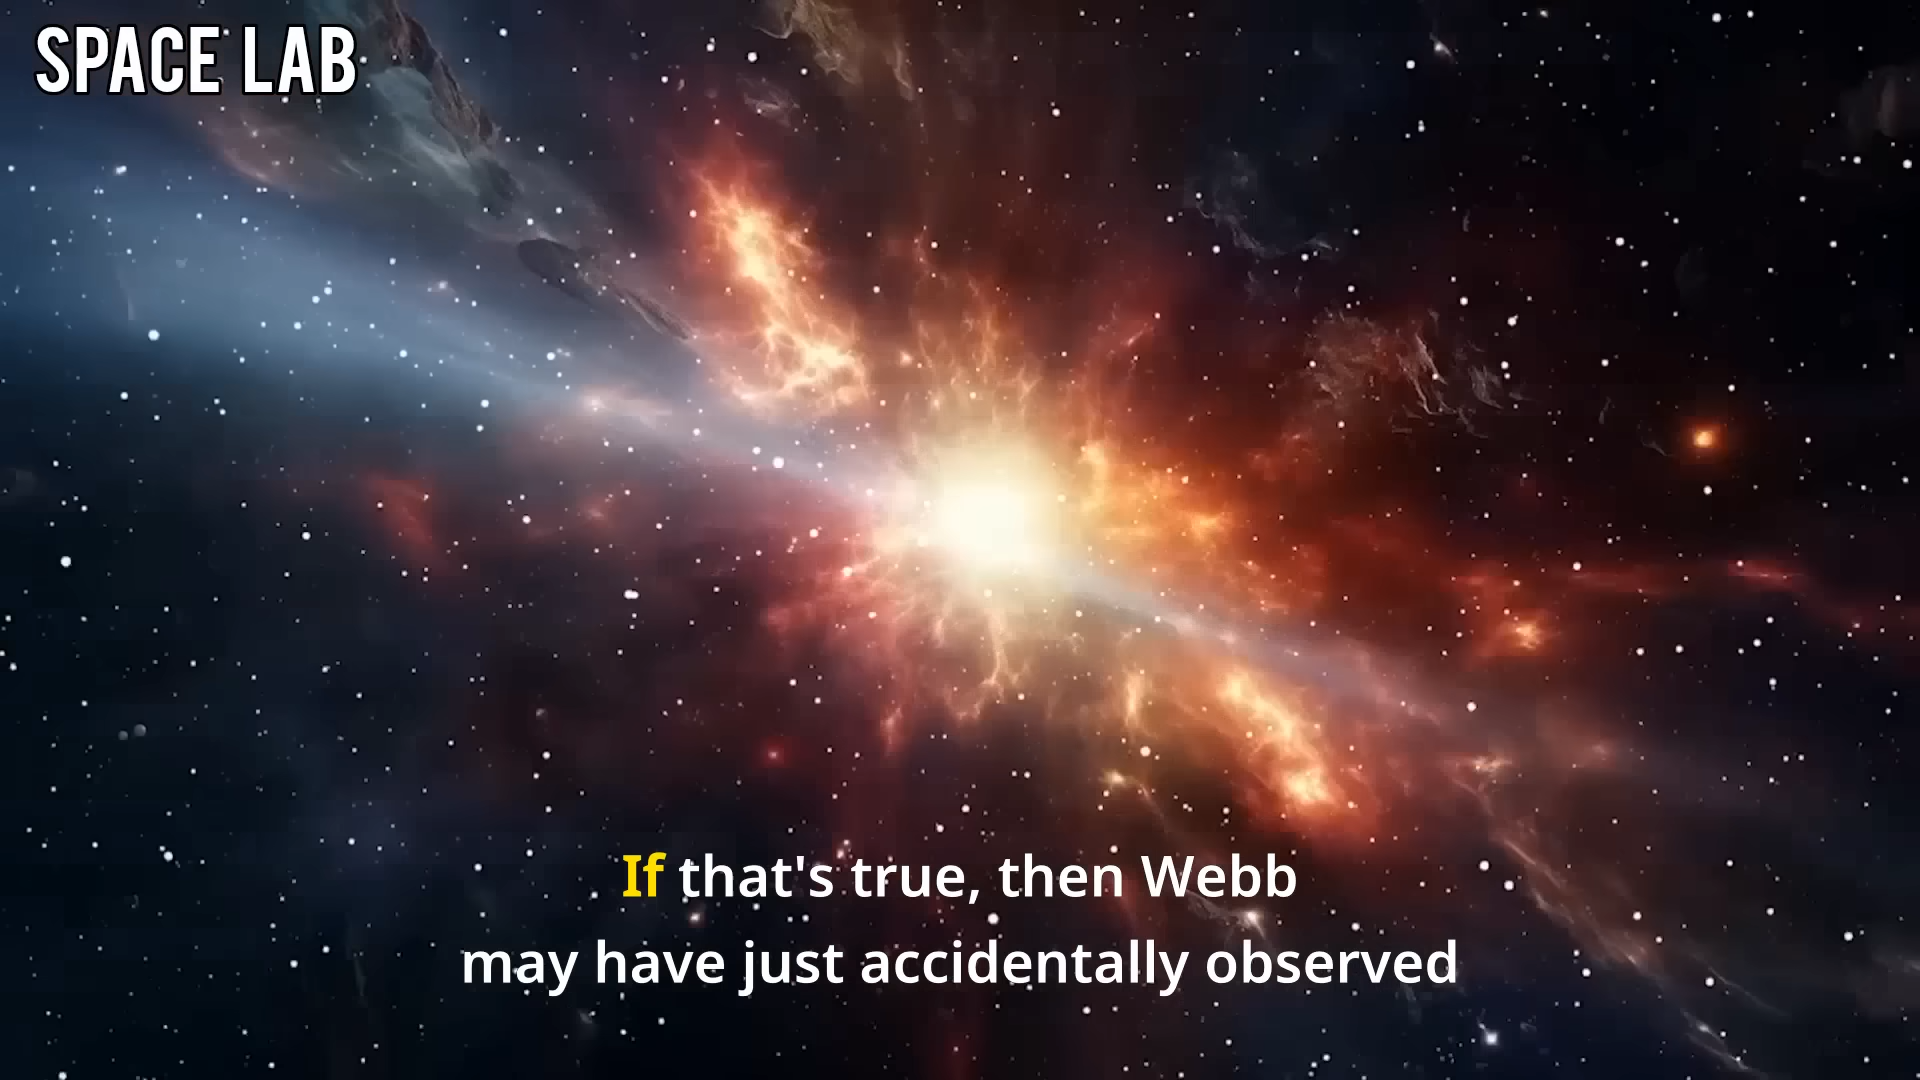 SPACE LAB
If that's true, then Webb
may have just accidentally observed